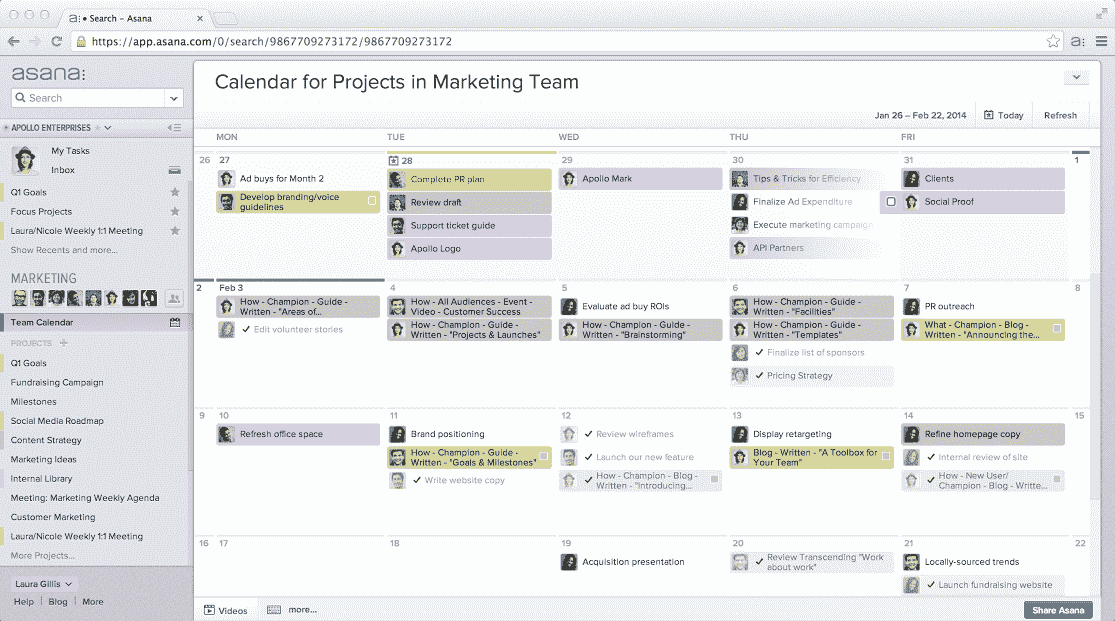 a: • Search - Asana
https://app.asana.com/0/search/9867709273172/9867709273172
asana:
Search
APOLLO ENTERPRISES
My Tasks
Inbox
Q1 Goals
Focus Projects
Laura/Nicole Weekly 1:1 Meeting
Show Recents and more...
MARKETING
Team Calendar
PROJECTS +
Q1 Goals
Fundraising Campaign
Milestones
Social Media Roadmap
Content Strategy
Marketing Ideas
Internal Library
Meeting: Marketing Weekly Agenda
Customer Marketing
Laura/Nicole Weekly 1:1 Meeting
More Projects...
Laura Gillis
Help | Blog | More
Calendar for Projects in Marketing Team
Jan 26 – Feb 22, 2014 Today Refresh
MON TUE WED THU FRI
26 27 28 29 30 31 1
Ad buys for Month 2
Develop branding/voice
guidelines
Complete PR plan
Review draft
Support ticket guide
Apollo Logo
Apollo Mark
Tips & Tricks for Efficiency
Finalize Ad Expenditure
Execute marketing campaign
API Partners
Clients
Social Proof
2 Feb 3 4 5 6 7 8
How - Champion - Guide -
Written - "Areas of...
Edit volunteer stories
How - All Audiences - Event -
Video - Customer Success
How - Champion - Guide -
Written - "Projects & Launches"
Evaluate ad buy ROIs
How - Champion - Guide -
Written - "Brainstorming"
How - Champion - Guide -
Written - "Facilities"
How - Champion - Guide -
Written - "Templates"
Finalize list of sponsors
Pricing Strategy
PR outreach
What - Champion - Blog -
Written - "Announcing the...
9 10 11 12 13 14 15
Refresh office space
Brand positioning
How - Champion - Guide -
Written - "Goals & Milestones"
Write website copy
Review wireframes
Launch our new feature
How - Champion - Blog -
Written - "Introducing...
Display retargeting
Blog - Written - "A Toolbox for
Your Team"
Refine homepage copy
Internal review of site
How - New User/
Champion - Blog - Writte...
16 17 18 19 20 21 22
Acquisition presentation
Review Transcending "Work
about work"
Locally-sourced trends
Launch fundraising website
Videos more...
Share Asana